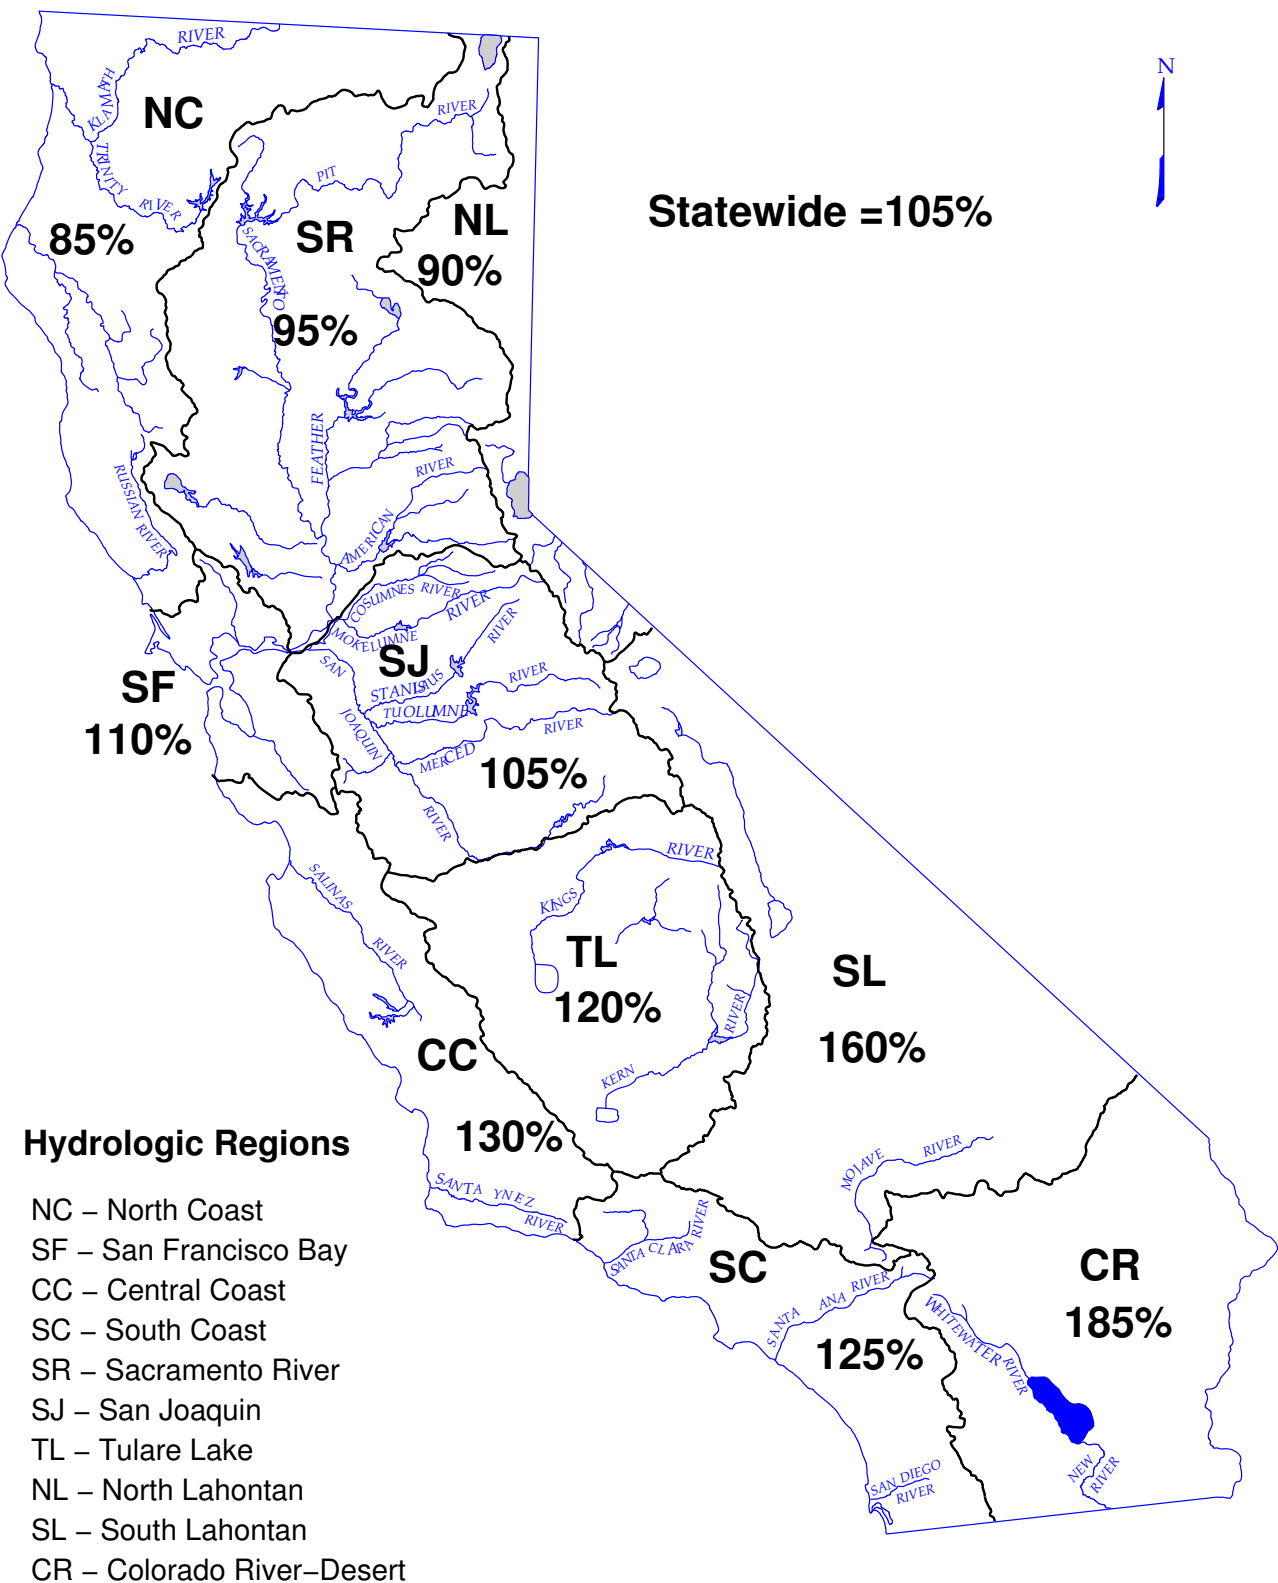 RIVER
N
KLAMATH
NC
RIVER
TRINITY
RIVER
PIT
Statewide =105%
NL
SR
85%
SACRAMENTO
90%
95%
FEATHER
RIVER
RUSSIAN RIVER
AMERICAN
COSUMNES RIVER
RIVER
MOKELUMNE
RIVER
SAN
SJ
SF
STANISLAUS
RIVER
TUOLUMNE
JOAQUIN
RIVER
110%
MERCED
105%
RIVER
RIVER
SALINAS
KINGS
RIVER
TL
SL
120%
RIVER
160%
CC
KERN
130%
Hydrologic Regions
MOJAVE
RIVER
SANTA YNEZ
RIVER
SANTA CLARA RIVER
SC
CR
SANTA ANA RIVER
WHITEWATER RIVER
185%
125%
NEW
RIVER
SAN DIEGO
RIVER
NC – North Coast
SF – San Francisco Bay
CC – Central Coast
SC – South Coast
SR – Sacramento River
SJ – San Joaquin
TL – Tulare Lake
NL – North Lahontan
SL – South Lahontan
CR – Colorado River–Desert